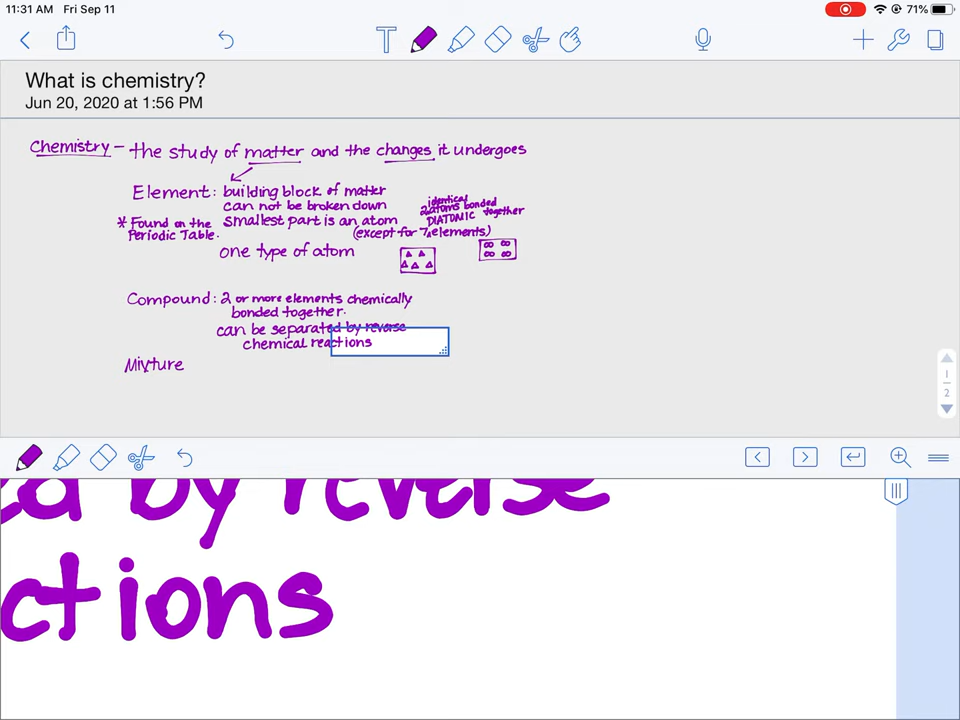 11:31 AM Fri Sep 11
71%
What is chemistry?
Jun 20, 2020 at 1:56 PM
Chemistry - the study of matter and the changes it undergoes
Element: building block of matter
can not be broken down
smallest part is an atom
(except for 7 elements)
identical
2 atoms bonded
DIATOMIC together
* Found on the
Periodic Table.
one type of atom
Compound: 2 or more elements chemically
bonded together.
can be separated by reverse
chemical reactions
Mixture
1
2
ed by reverse
ctions